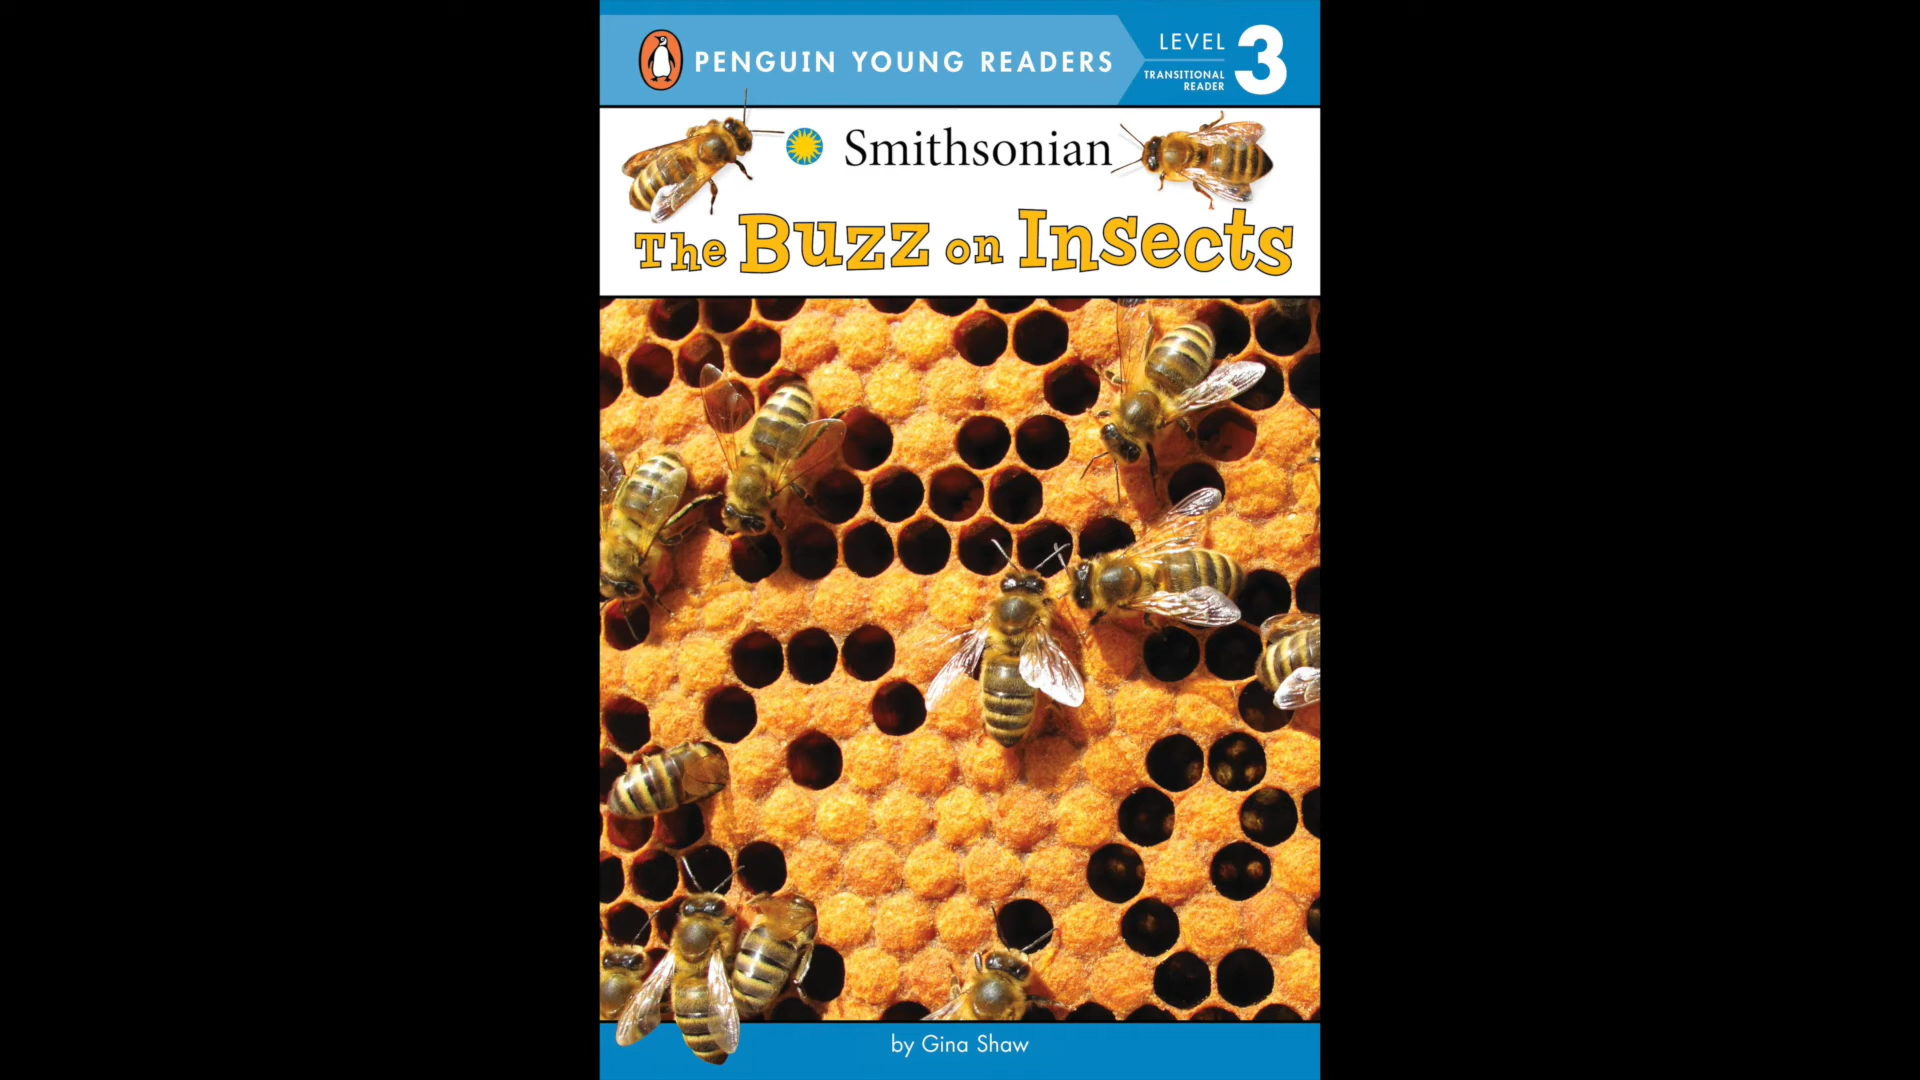 PENGUIN YOUNG READERS
LEVEL
TRANSITIONAL
READER
3
Smithsonian
The Buzz on Insects
by Gina Shaw